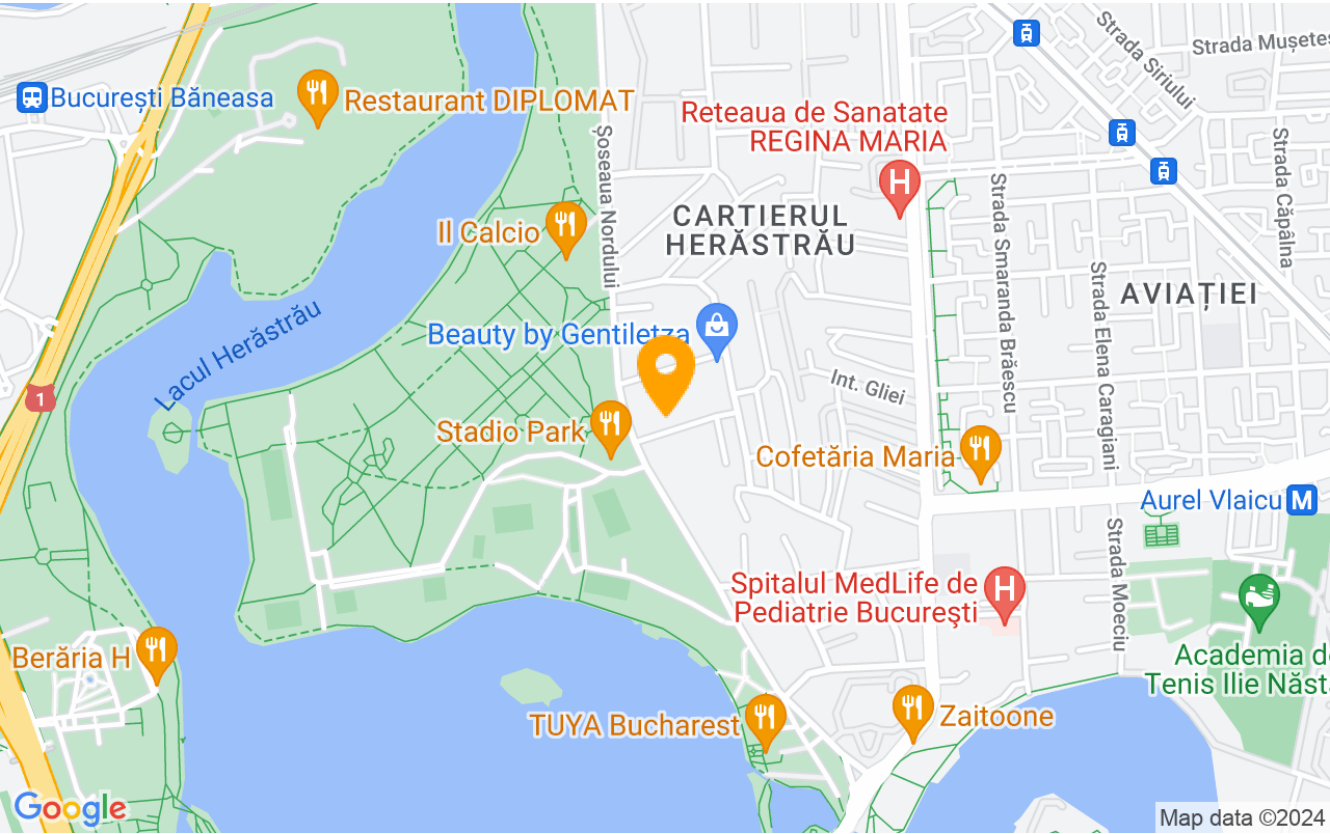 Strada Siriului
Strada Mușeteș
București Băneasa
Restaurant DIPLOMAT
Reteaua de Sanatate
REGINA MARIA
H
Șoseaua Nordului
Strada Căpâlna
Strada Smaranda Brăescu
Il Calcio
CARTIERUL
HERĂSTRĂU
Strada Elena Caragiani
AVIAȚIEI
Lacul Herăstrău
Beauty by Gentiletza
Int. Gliei
1
Stadio Park
Cofetăria Maria
Aurel Vlaicu
M
Strada Moeciu
Spitalul MedLife de
Pediatrie București
H
Berăria H
Academia de
Tenis Ilie Năsta
TUYA Bucharest
Zaitoone
Google
Map data ©2024